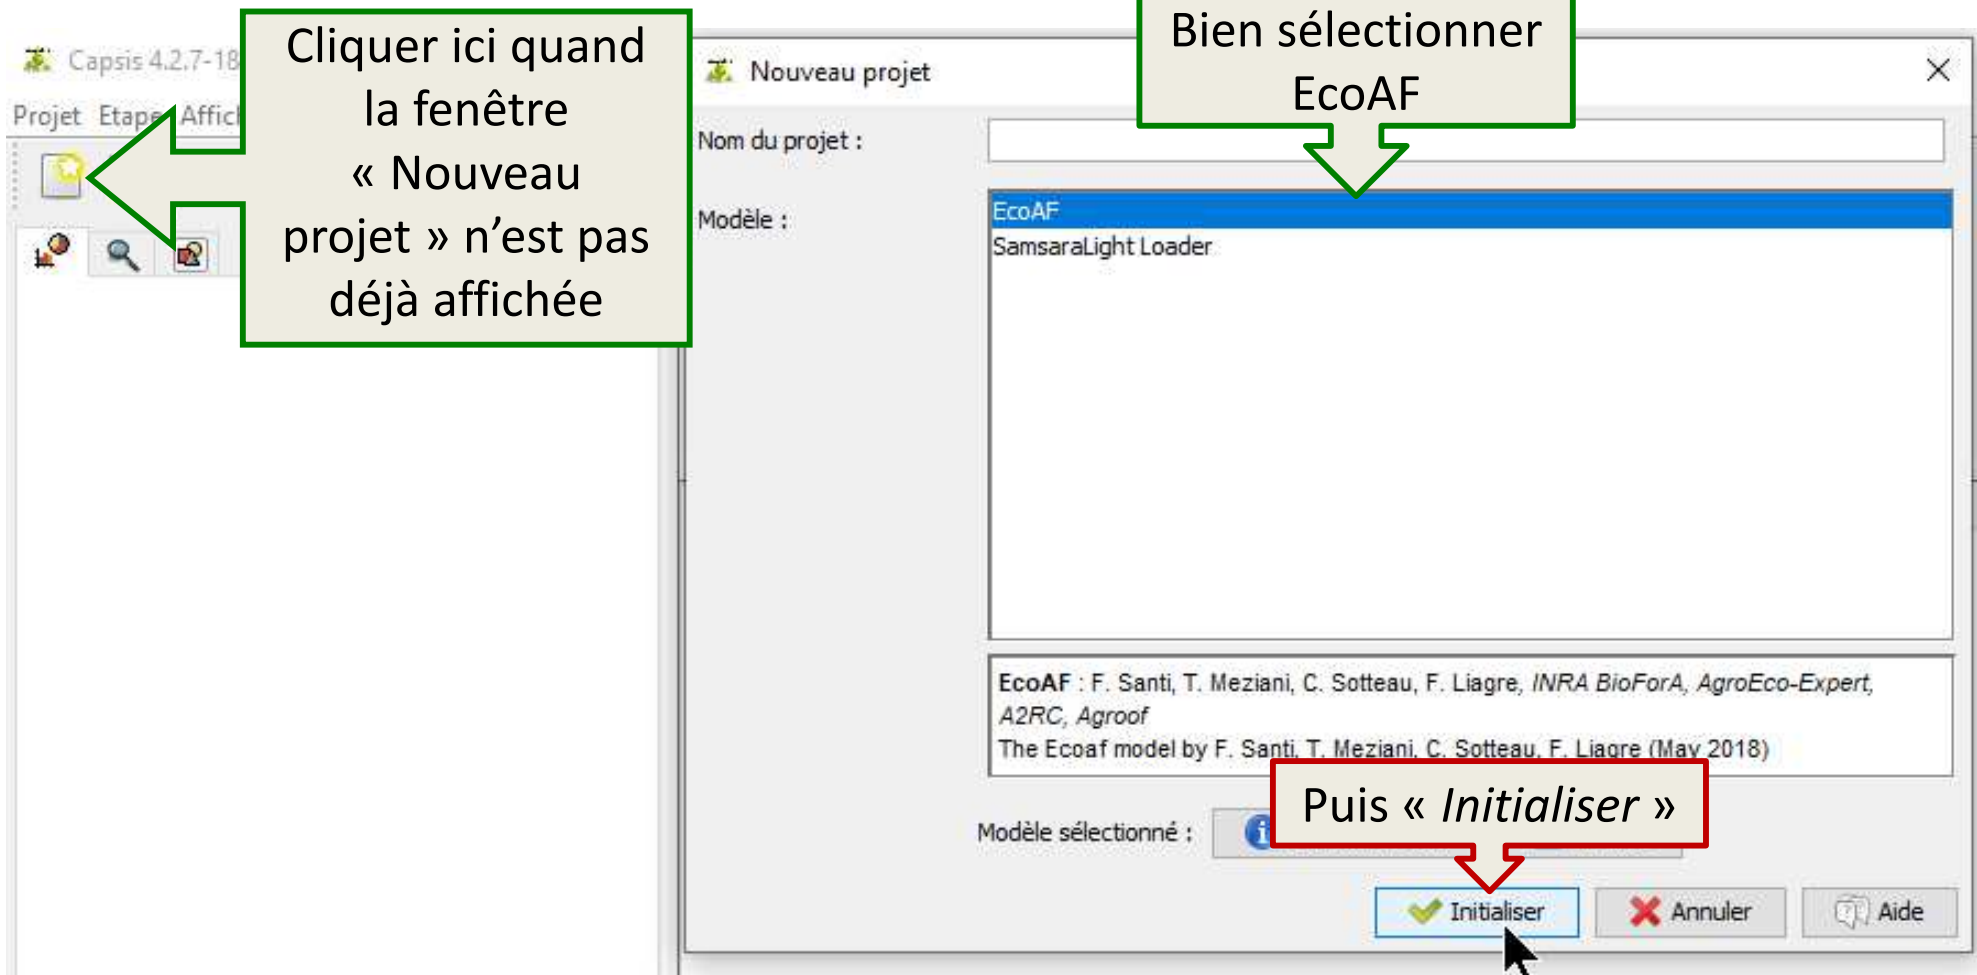 Capsis 4.2.7-18
Projet Etape Affich
Cliquer ici quand
la fenêtre
« Nouveau
projet » n’est pas
déjà affichée
Nouveau projet
Bien sélectionner
EcoAF
Nom du projet :
Modèle :
EcoAF
SamsaraLight Loader
EcoAF : F. Santi, T. Meziani, C. Sotteau, F. Liagre, INRA BioForA, AgroEco-Expert,
A2RC, Agroof
The Ecoaf model by F. Santi, T. Meziani, C. Sotteau, F. Liagre (May 2018)
Puis « Initialiser »
Modèle sélectionné :
Initialiser
Annuler
Aide